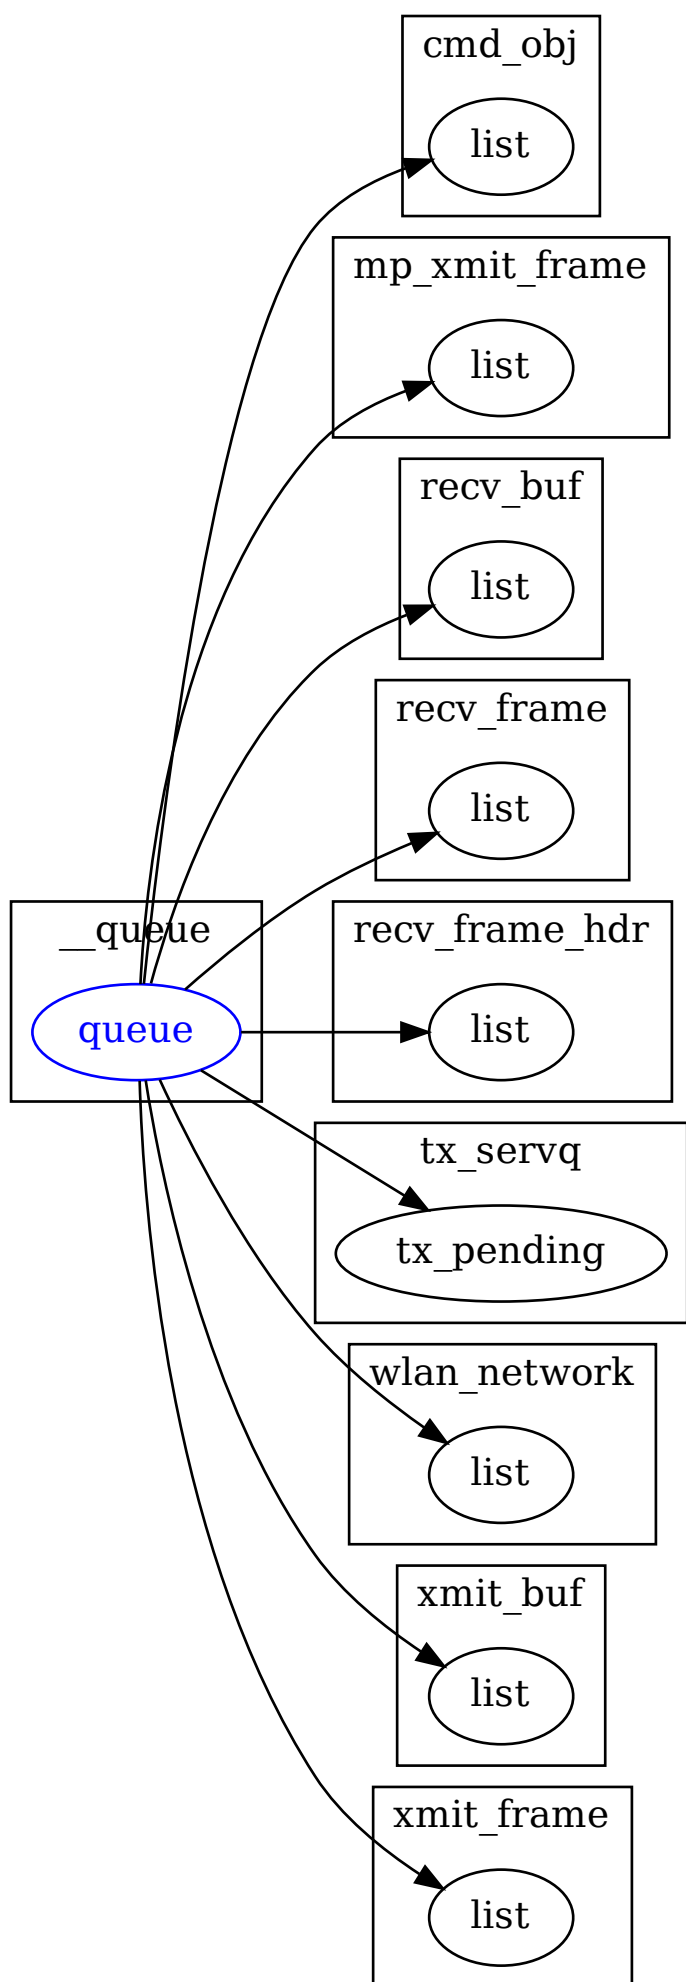 cmd_obj
list
mp_xmit_frame
list
recv_buf
list
recv_frame
list
__queue
queue
recv_frame_hdr
list
tx_servq
tx_pending
wlan_network
list
xmit_buf
list
xmit_frame
list